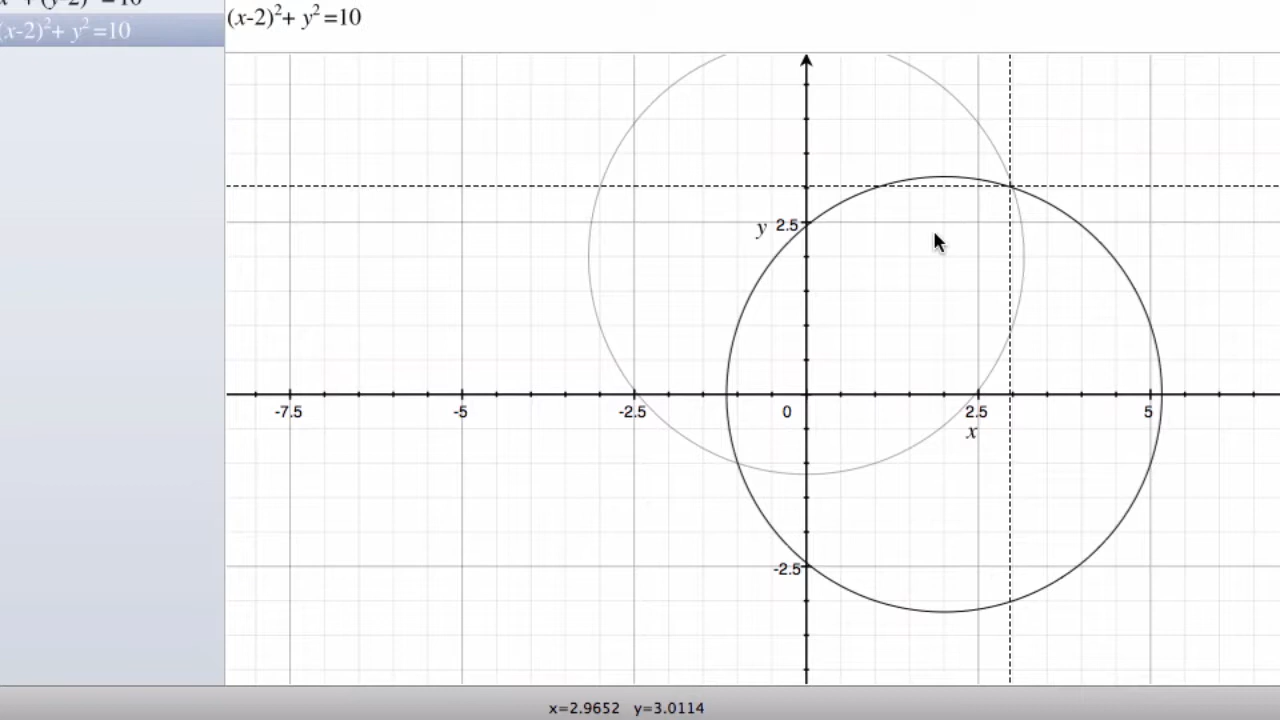 (x-2)²+ y²=10
(x-2)²+ y²=10
y 2.5
-7.5 -5 -2.5 0 2.5 5
x
-2.5
x=2.9652 y=3.0114